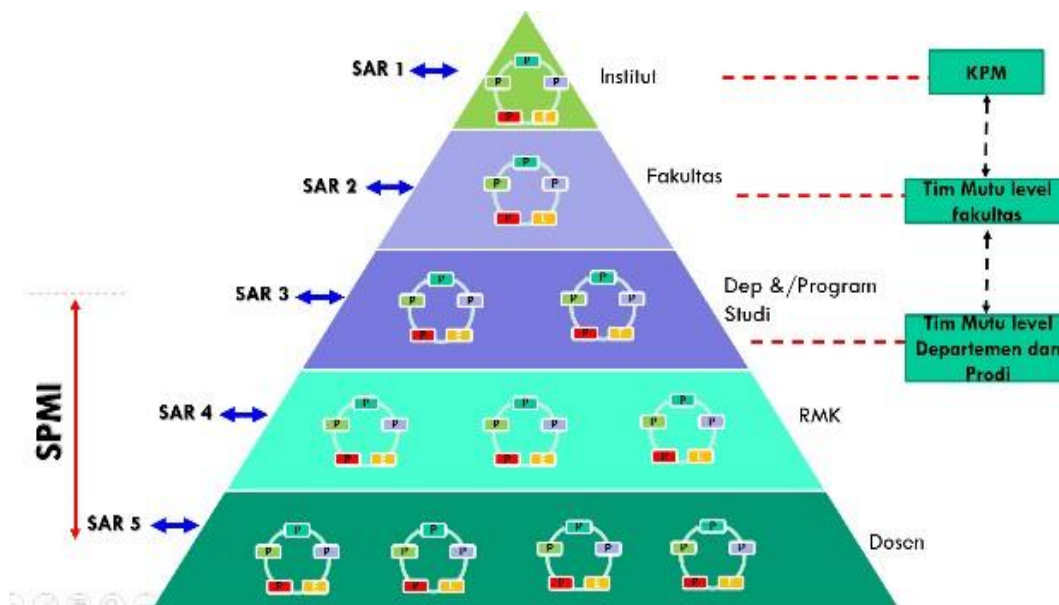 SAR 1
P
P
P
P
E
Institut
KPM
SAR 2
P
P
P
P
E
Fakultas
Tim Mutu level
fakultas
SAR 3
P
P
P
P
P
P
P
P
Dep &/Program
Studi
Tim Mutu level
Departemen dan
Prodi
SPMI
SAR 4
P
P
P
P
P
P
P
P
P
P
P
P
E
RMK
SAR 5
P
P
P
P
P
P
P
P
E
P
P
P
P
E
P
P
P
P
Dosen